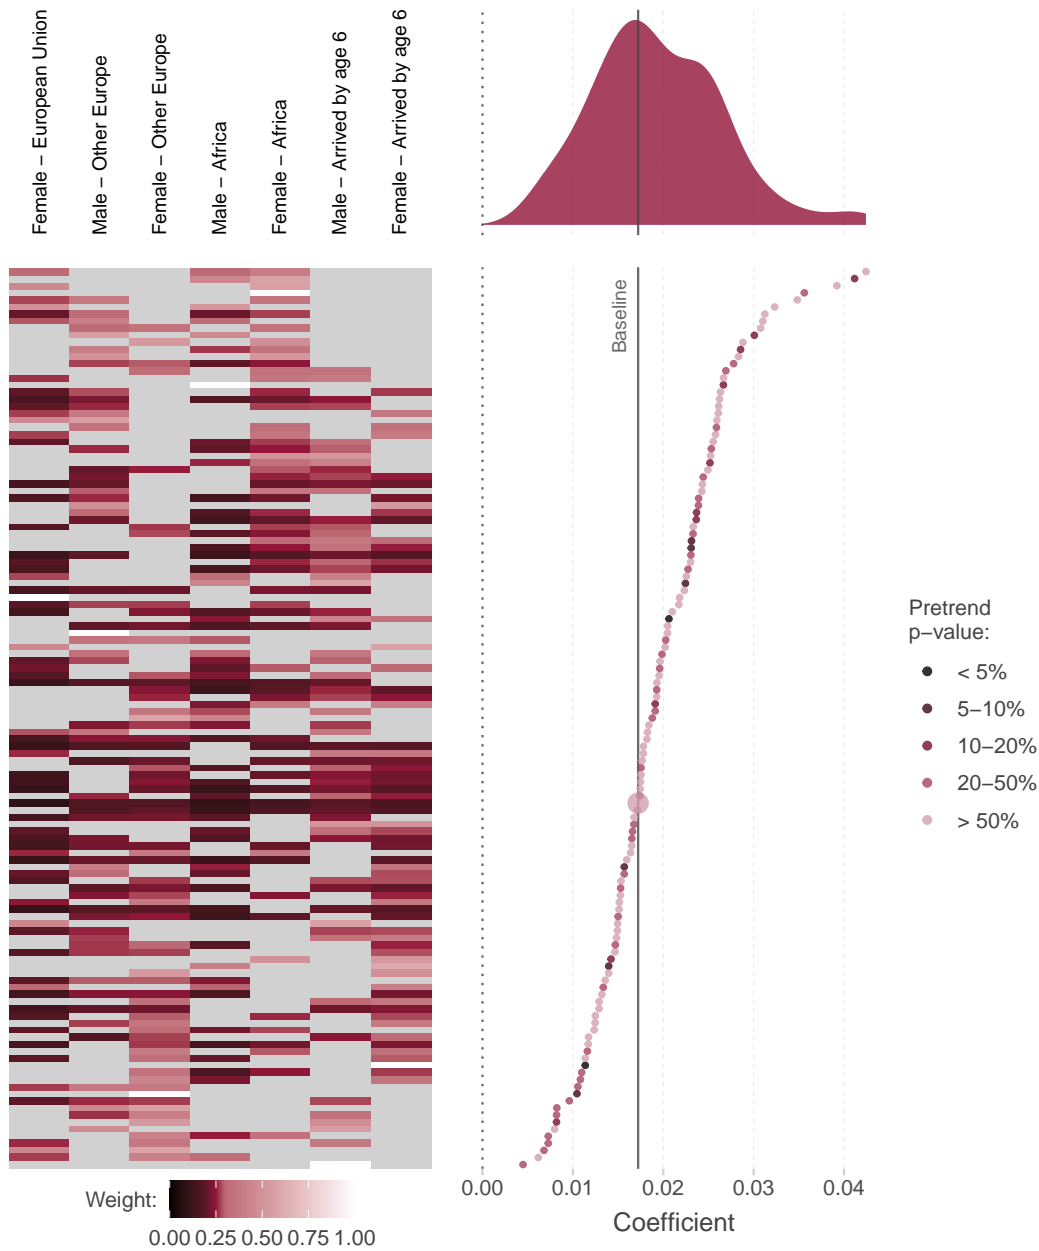 Female – European Union
Male – Other Europe
Female – Other Europe
Male – Africa
Female – Africa
Male – Arrived by age 6
Female – Arrived by age 6
Baseline
Pretrend
p−value:
< 5%
5−10%
10−20%
20−50%
> 50%
0.00 0.01 0.02 0.03 0.04
Coefficient
Weight:
0.00 0.25 0.50 0.75 1.00